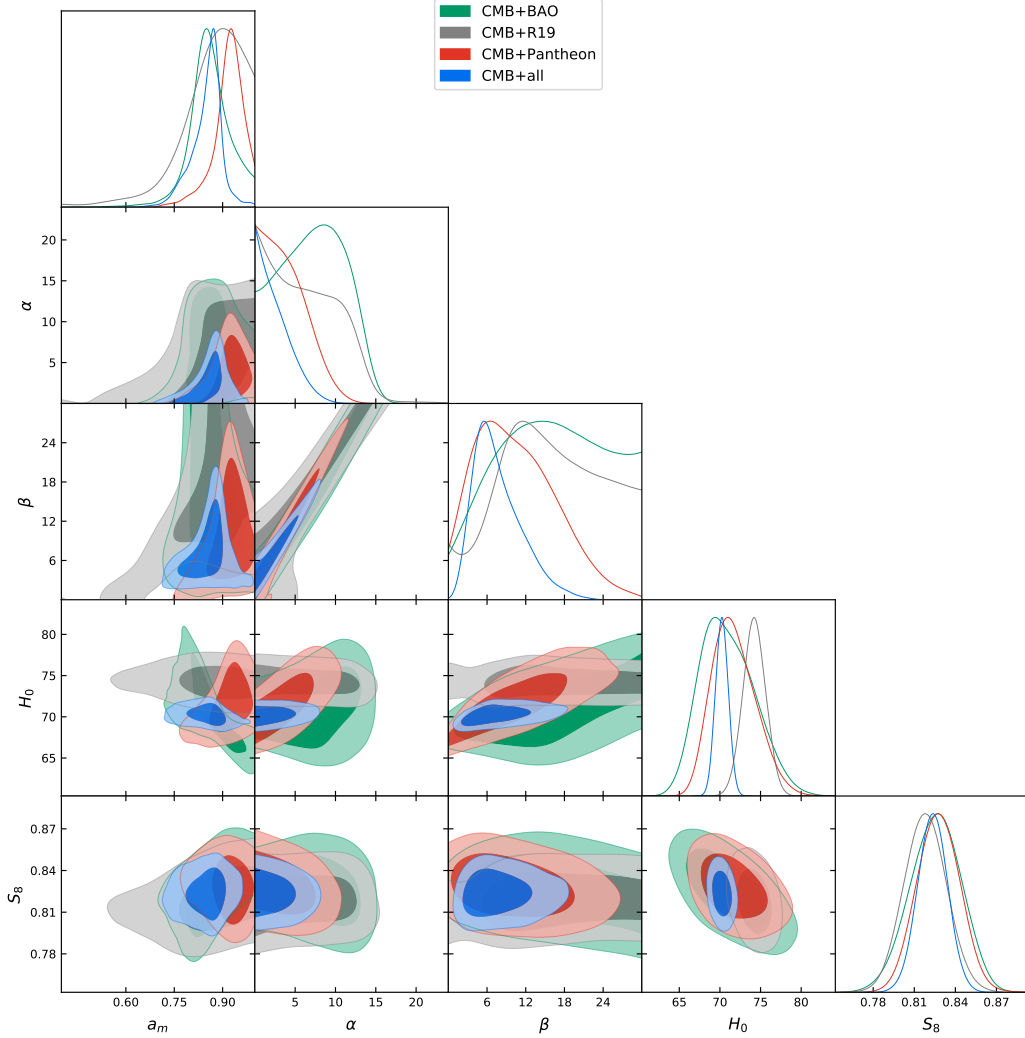 CMB+BAO
CMB+R19
CMB+Pantheon
CMB+all
20
15
10
5
α
24
18
12
6
β
80
75
70
65
H₀
0.87
0.84
0.81
0.78
S₈
0.60 0.75 0.90 5 10 15 20 6 12 18 24 65 70 75 80 0.78 0.81 0.84 0.87
aₘ α β H₀ S₈